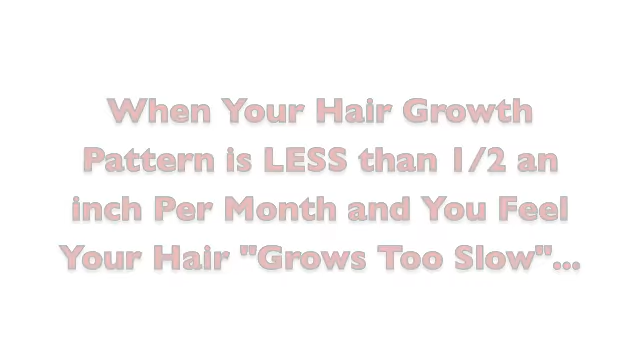 When Your Hair Growth
Pattern is LESS than 1/2 an
inch Per Month and You Feel
Your Hair "Grows Too Slow"...